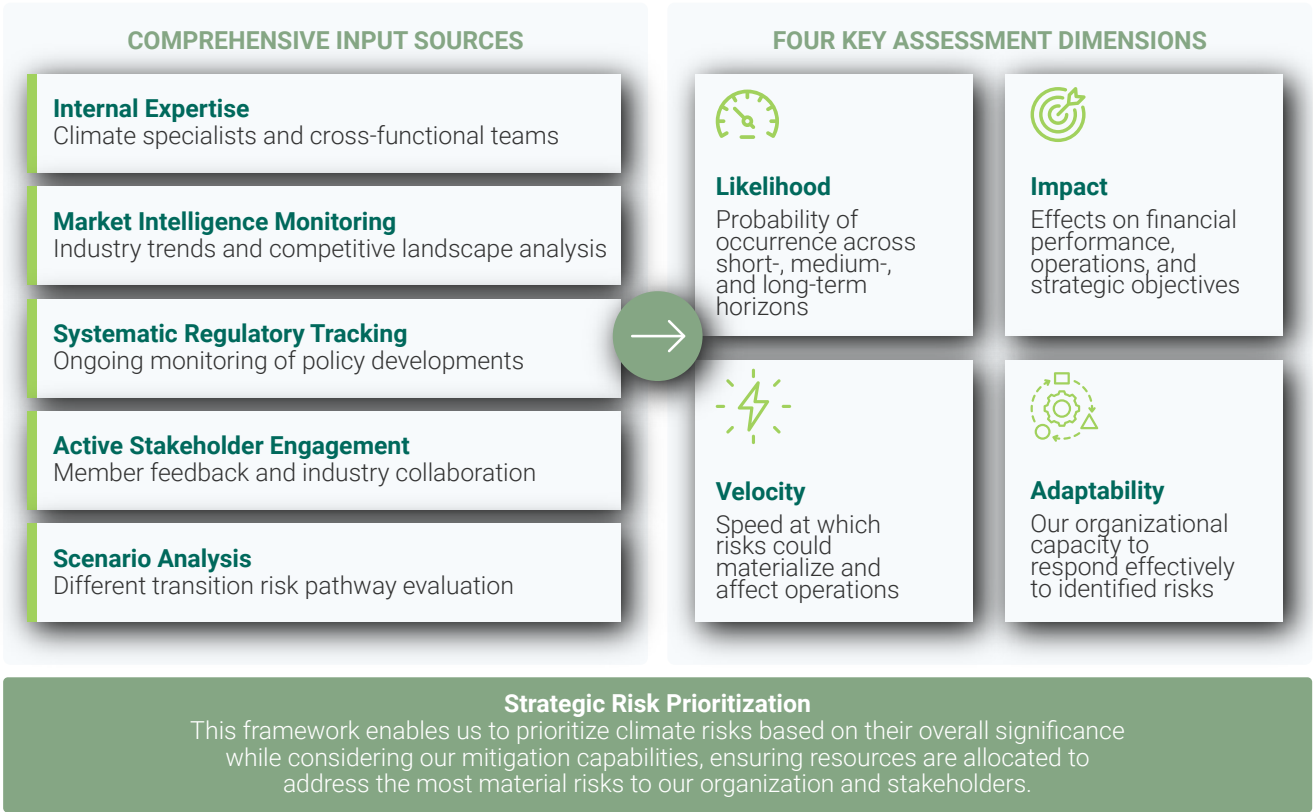 COMPREHENSIVE INPUT SOURCES
Internal Expertise
Climate specialists and cross-functional teams
Market Intelligence Monitoring
Industry trends and competitive landscape analysis
Systematic Regulatory Tracking
Ongoing monitoring of policy developments
Active Stakeholder Engagement
Member feedback and industry collaboration
Scenario Analysis
Different transition risk pathway evaluation
FOUR KEY ASSESSMENT DIMENSIONS
Likelihood
Probability of
occurrence across
short-, medium-,
and long-term
horizons
Impact
Effects on financial
performance,
operations, and
strategic objectives
Velocity
Speed at which
risks could
materialize and
affect operations
Adaptability
Our organizational
capacity to
respond effectively
to identified risks
Strategic Risk Prioritization
This framework enables us to prioritize climate risks based on their overall significance
while considering our mitigation capabilities, ensuring resources are allocated to
address the most material risks to our organization and stakeholders.